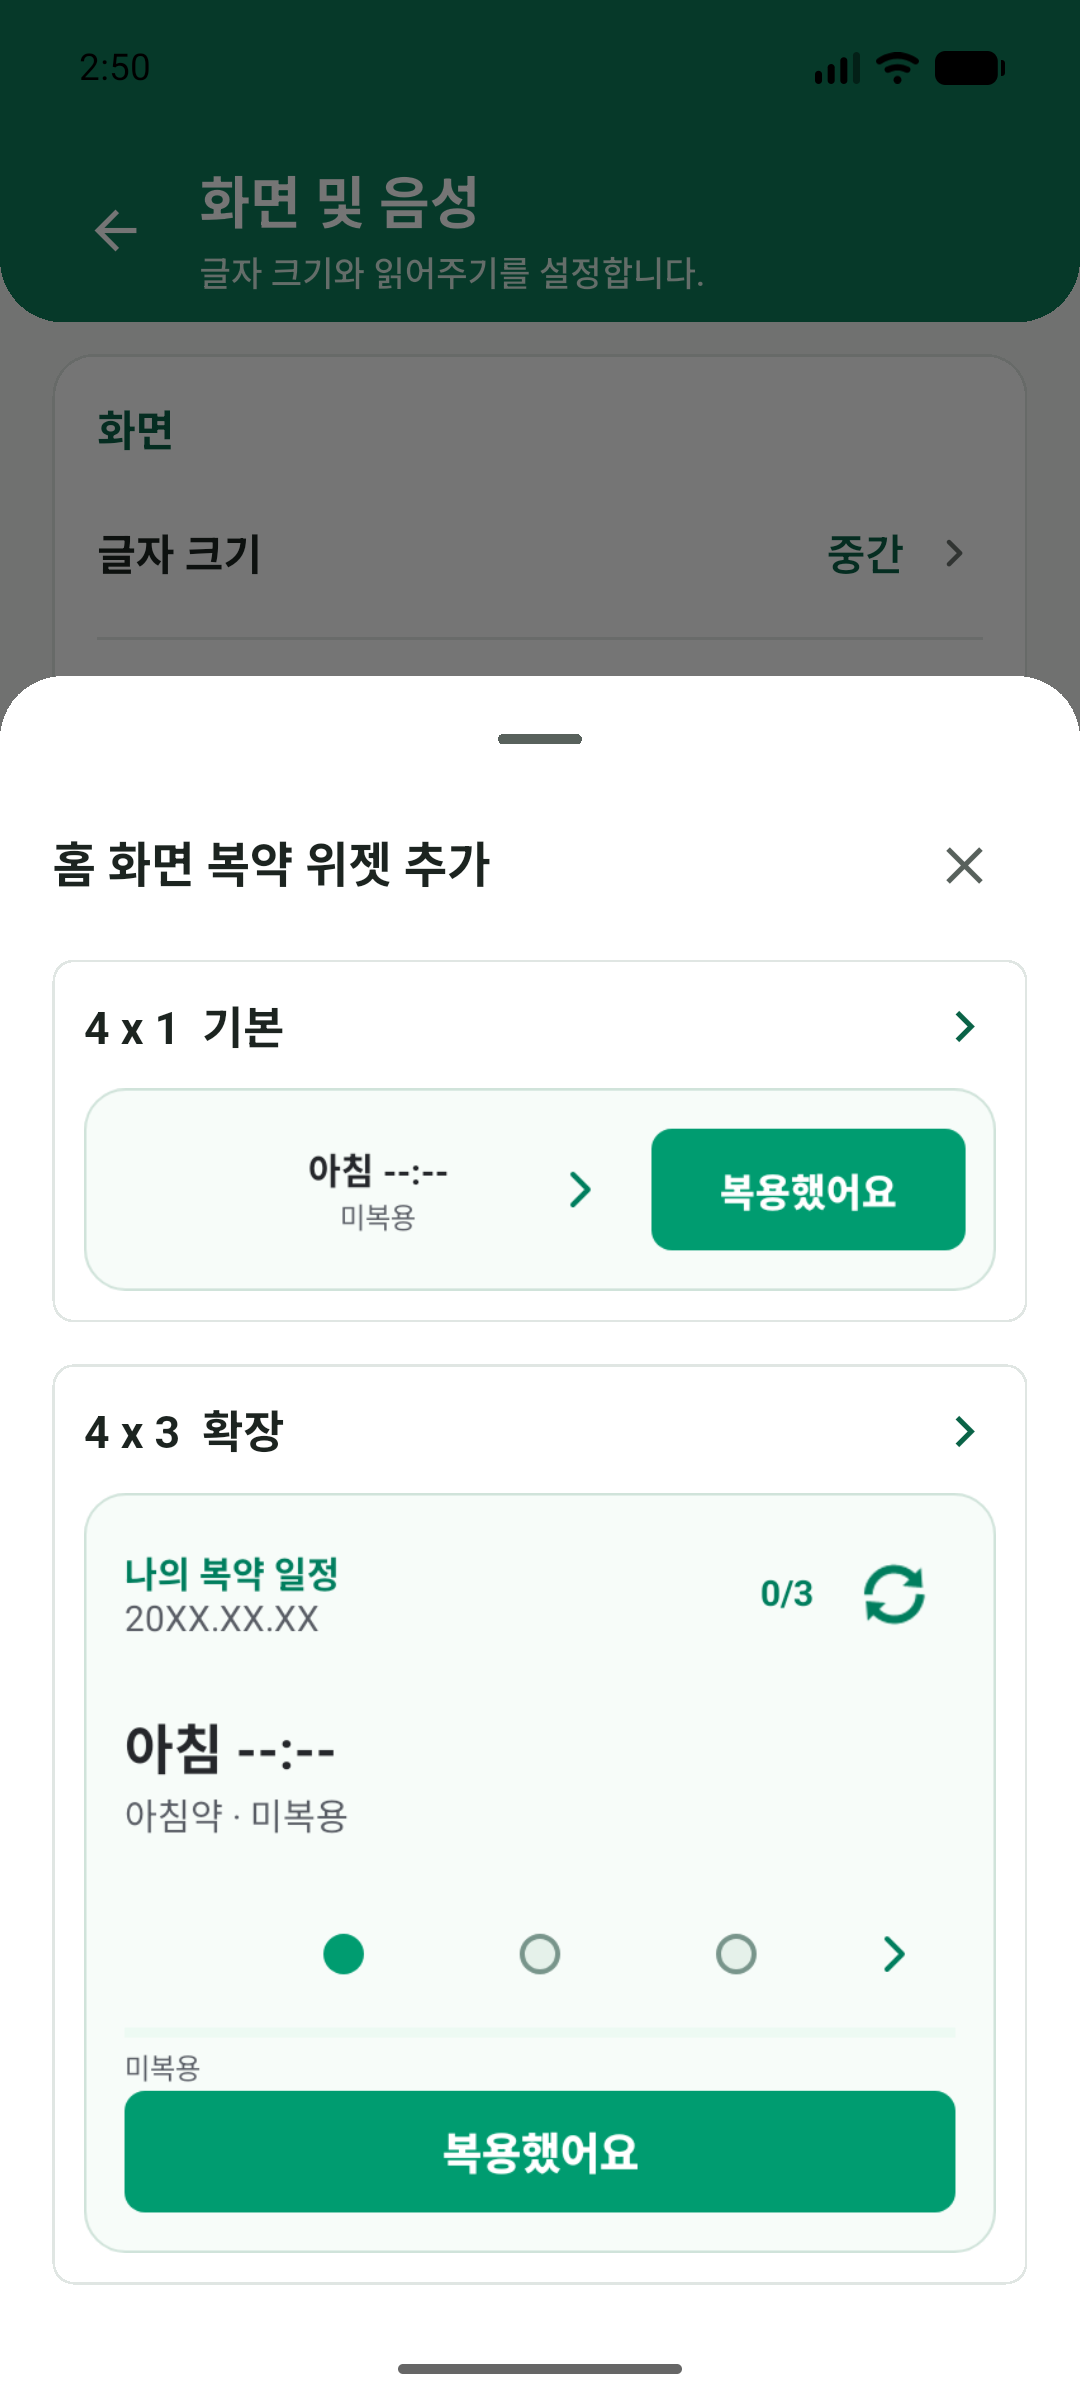 2:50
화면 및 음성
글자 크기와 읽어주기를 설정합니다.
화면
글자 크기 중간
홈 화면 복약 위젯 추가
4 x 1 기본
아침 --:--
미복용
복용했어요
4 x 3 확장
나의 복약 일정
20XX.XX.XX
0/3
아침 --:--
아침약 · 미복용
미복용
복용했어요